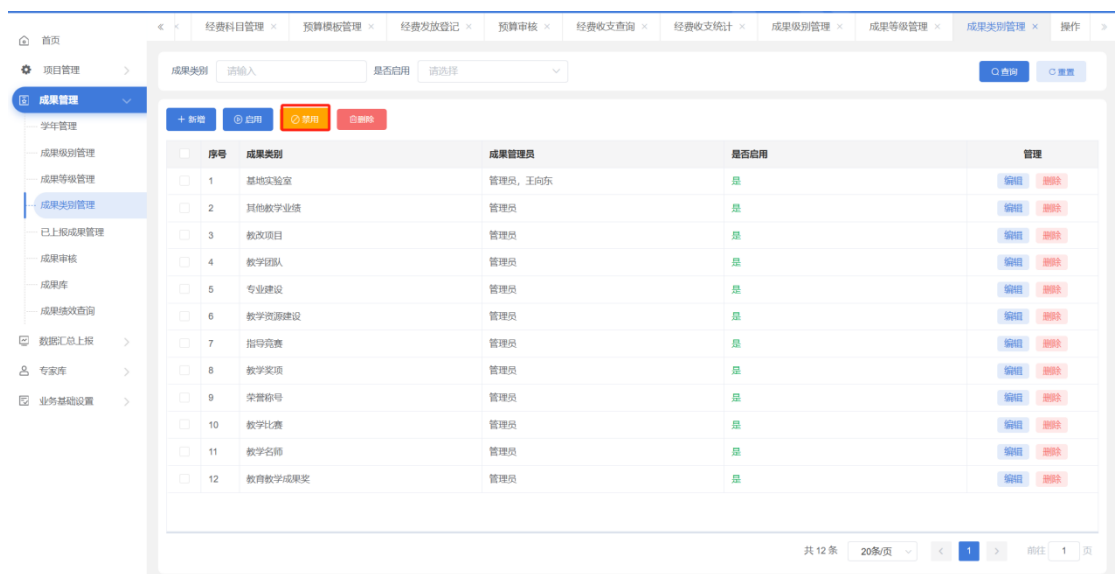 首页 经费科目管理 预算模板管理 经费发放登记 预算审核 经费收支查询 经费收支统计 成果级别管理 成果等级管理 成果类别管理 操作
项目管理
成果管理
学年管理
成果级别管理
成果等级管理
成果类别管理
已上报成果管理
成果审核
成果库
成果绩效查询
数据汇总上报
专家库
业务基础设置
成果类别 请输入 是否启用 请选择 查询 重置
新增 启用 禁用 删除
序号 成果类别 成果管理员 是否启用 管理
1 基地实验室 管理员, 王向东 是 编辑 删除
2 其他教学业绩 管理员 是 编辑 删除
3 教改项目 管理员 是 编辑 删除
4 教学团队 管理员 是 编辑 删除
5 专业建设 管理员 是 编辑 删除
6 教学资源建设 管理员 是 编辑 删除
7 指导竞赛 管理员 是 编辑 删除
8 教学奖项 管理员 是 编辑 删除
9 荣誉称号 管理员 是 编辑 删除
10 教学比赛 管理员 是 编辑 删除
11 教学名师 管理员 是 编辑 删除
12 教育教学成果奖 管理员 是 编辑 删除
共 12 条 20条/页 1 前往 1 页